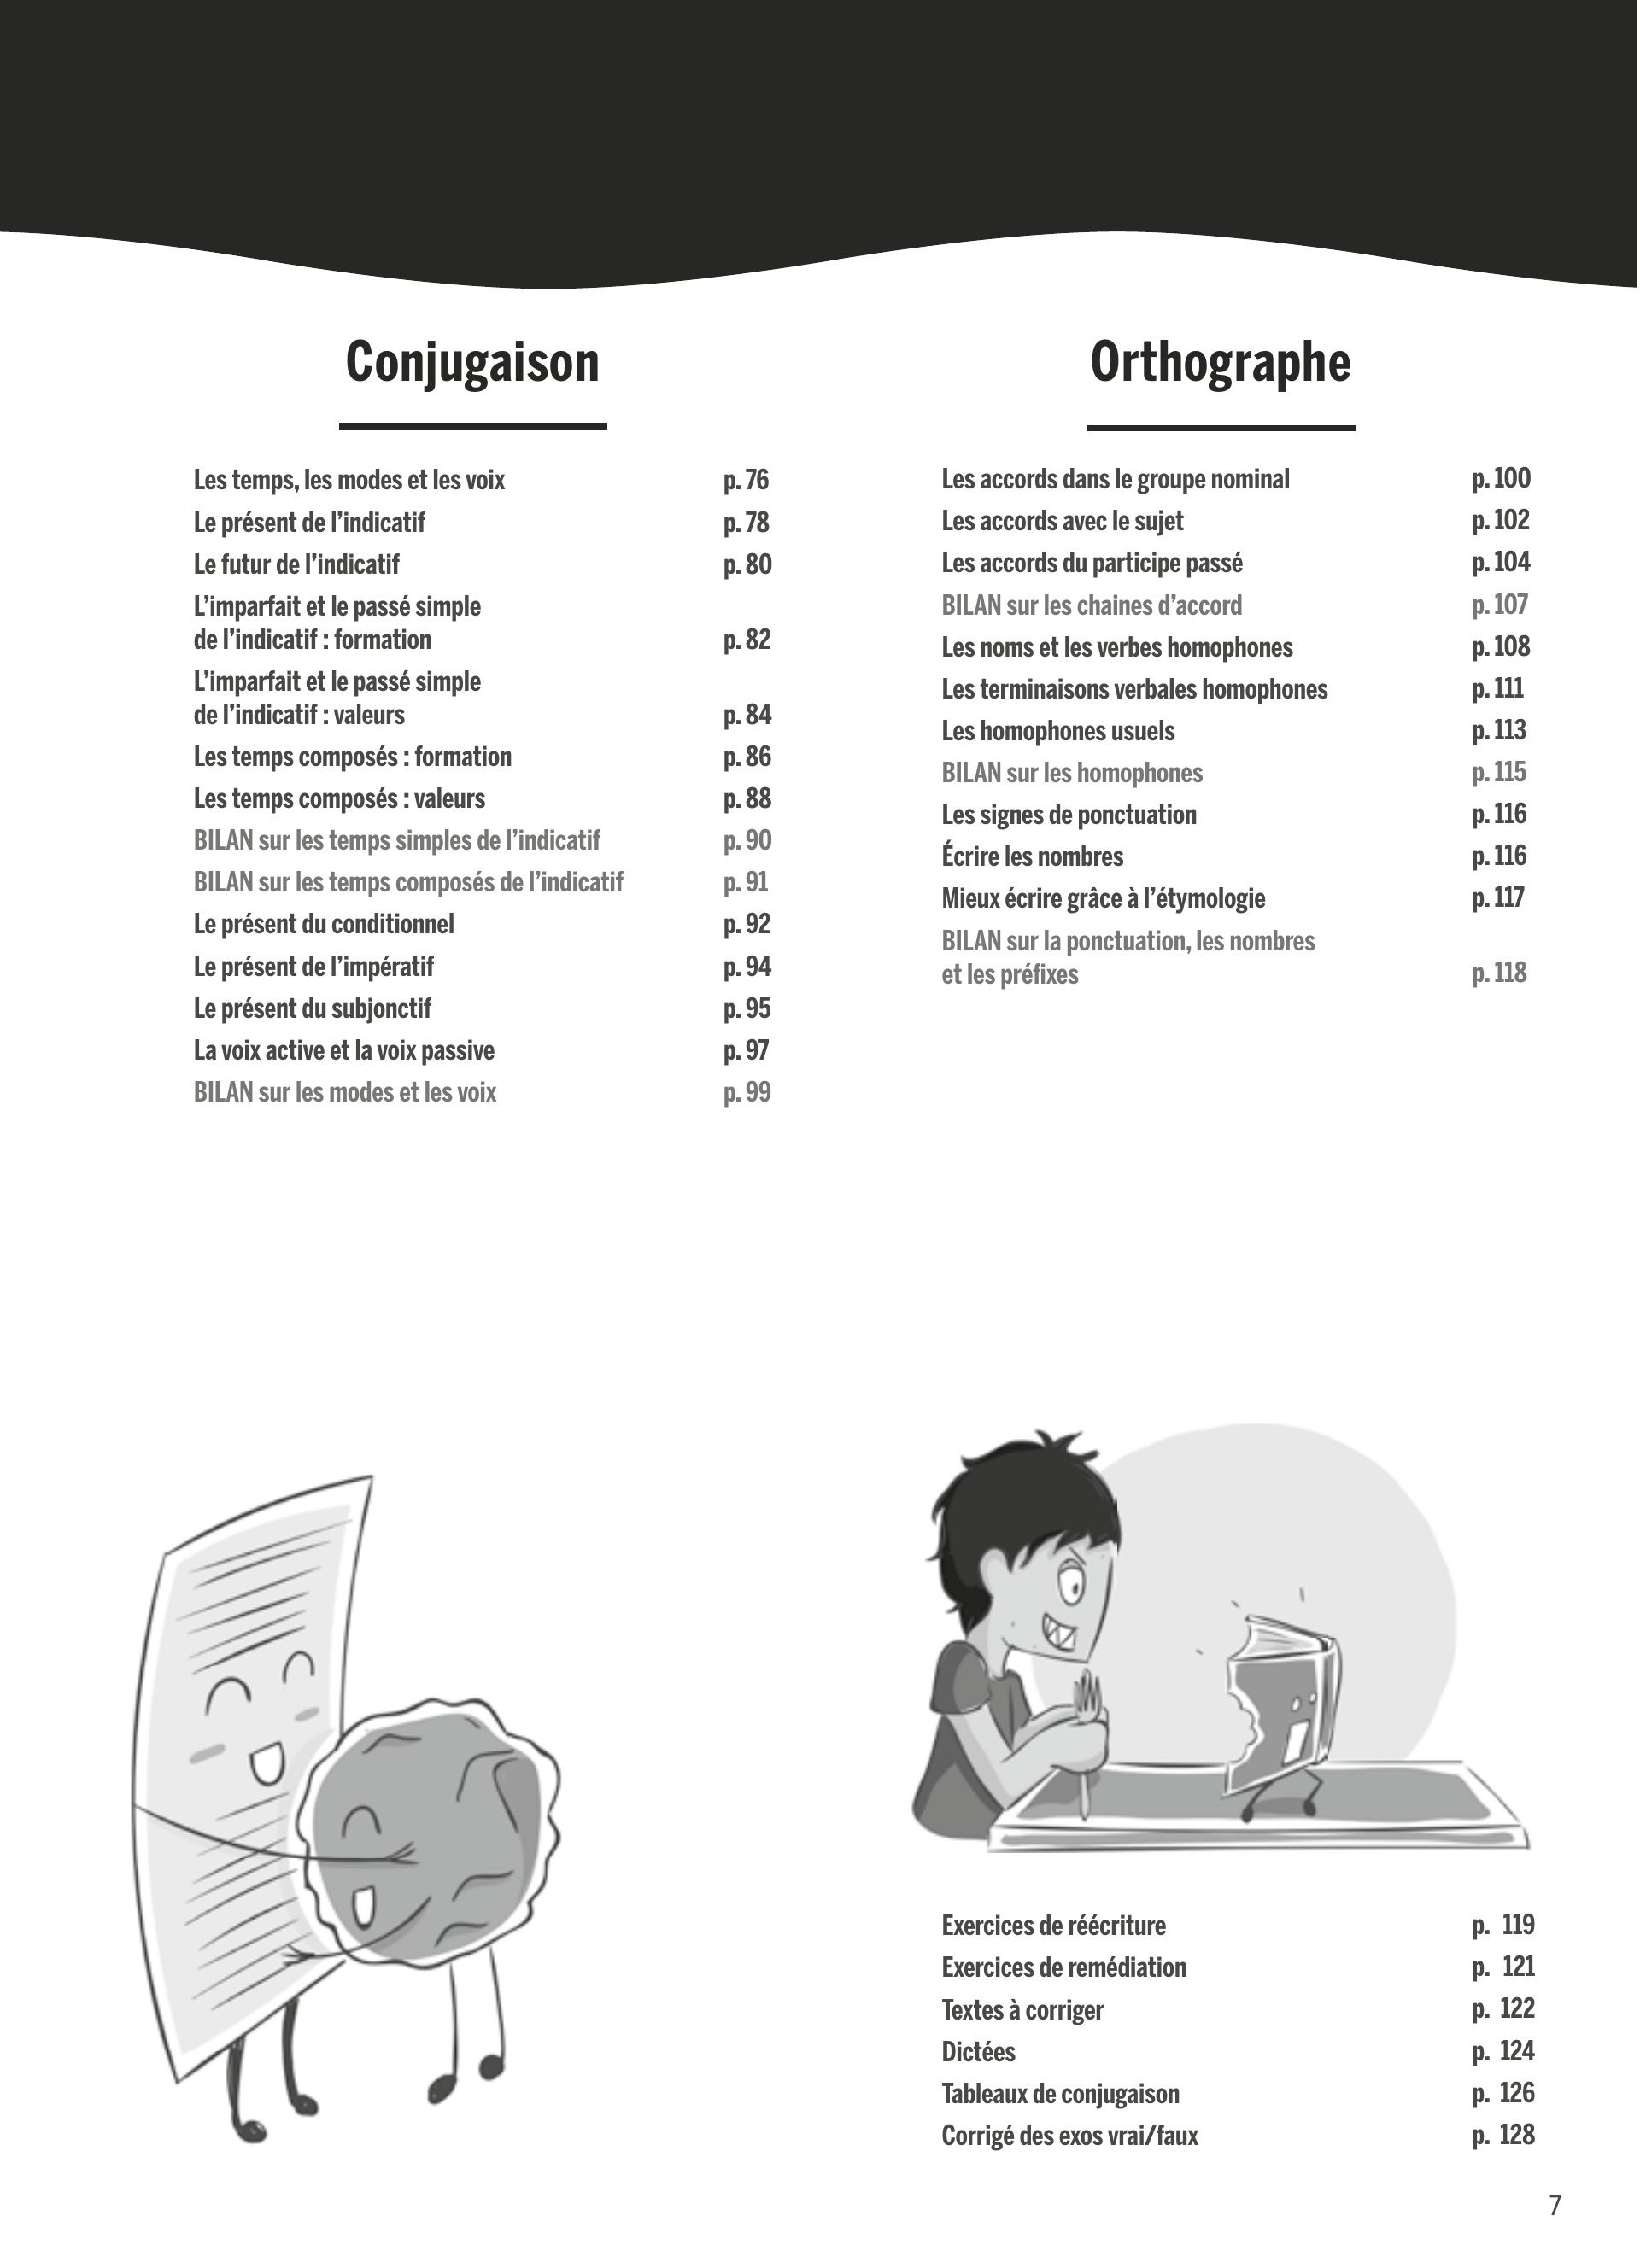 Conjugaison
Les temps, les modes et les voix p. 76
Le présent de l’indicatif p. 78
Le futur de l’indicatif p. 80
L’imparfait et le passé simple
de l’indicatif : formation p. 82
L’imparfait et le passé simple
de l’indicatif : valeurs p. 84
Les temps composés : formation p. 86
Les temps composés : valeurs p. 88
BILAN sur les temps simples de l’indicatif p. 90
BILAN sur les temps composés de l’indicatif p. 91
Le présent du conditionnel p. 92
Le présent de l’impératif p. 94
Le présent du subjonctif p. 95
La voix active et la voix passive p. 97
BILAN sur les modes et les voix p. 99
Orthographe
Les accords dans le groupe nominal p. 100
Les accords avec le sujet p. 102
Les accords du participe passé p. 104
BILAN sur les chaines d’accord p. 107
Les noms et les verbes homophones p. 108
Les terminaisons verbales homophones p. 111
Les homophones usuels p. 113
BILAN sur les homophones p. 115
Les signes de ponctuation p. 116
Écrire les nombres p. 116
Mieux écrire grâce à l’étymologie p. 117
BILAN sur la ponctuation, les nombres
et les préfixes p. 118
Exercices de réécriture p. 119
Exercices de remédiation p. 121
Textes à corriger p. 122
Dictées p. 124
Tableaux de conjugaison p. 126
Corrigé des exos vrai/faux p. 128
7